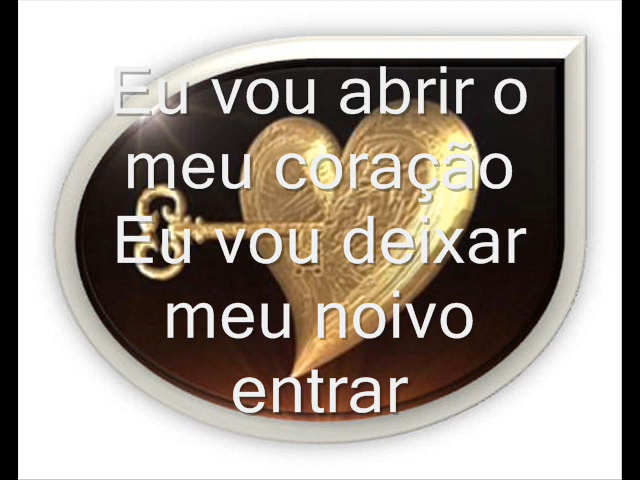 Eu vou abrir o
meu coração
Eu vou deixar
meu noivo
entrar